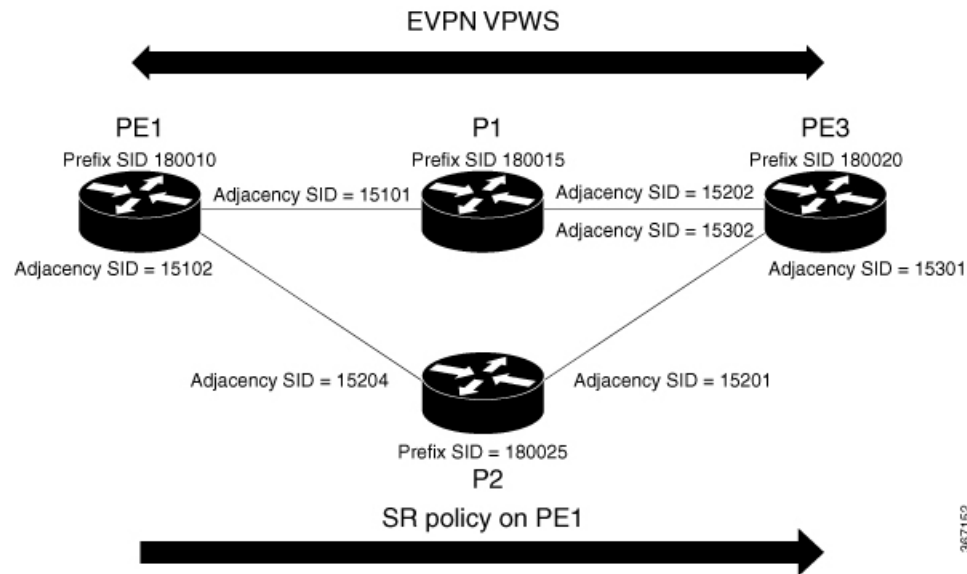 EVPN VPWS
PE1
P1
PE3
Prefix SID 180010
Prefix SID 180015
Prefix SID 180020
Adjacency SID = 15101
Adjacency SID = 15202
Adjacency SID = 15302
Adjacency SID = 15102
Adjacency SID = 15301
Adjacency SID = 15204
Adjacency SID = 15201
Prefix SID = 180025
P2
SR policy on PE1
367152